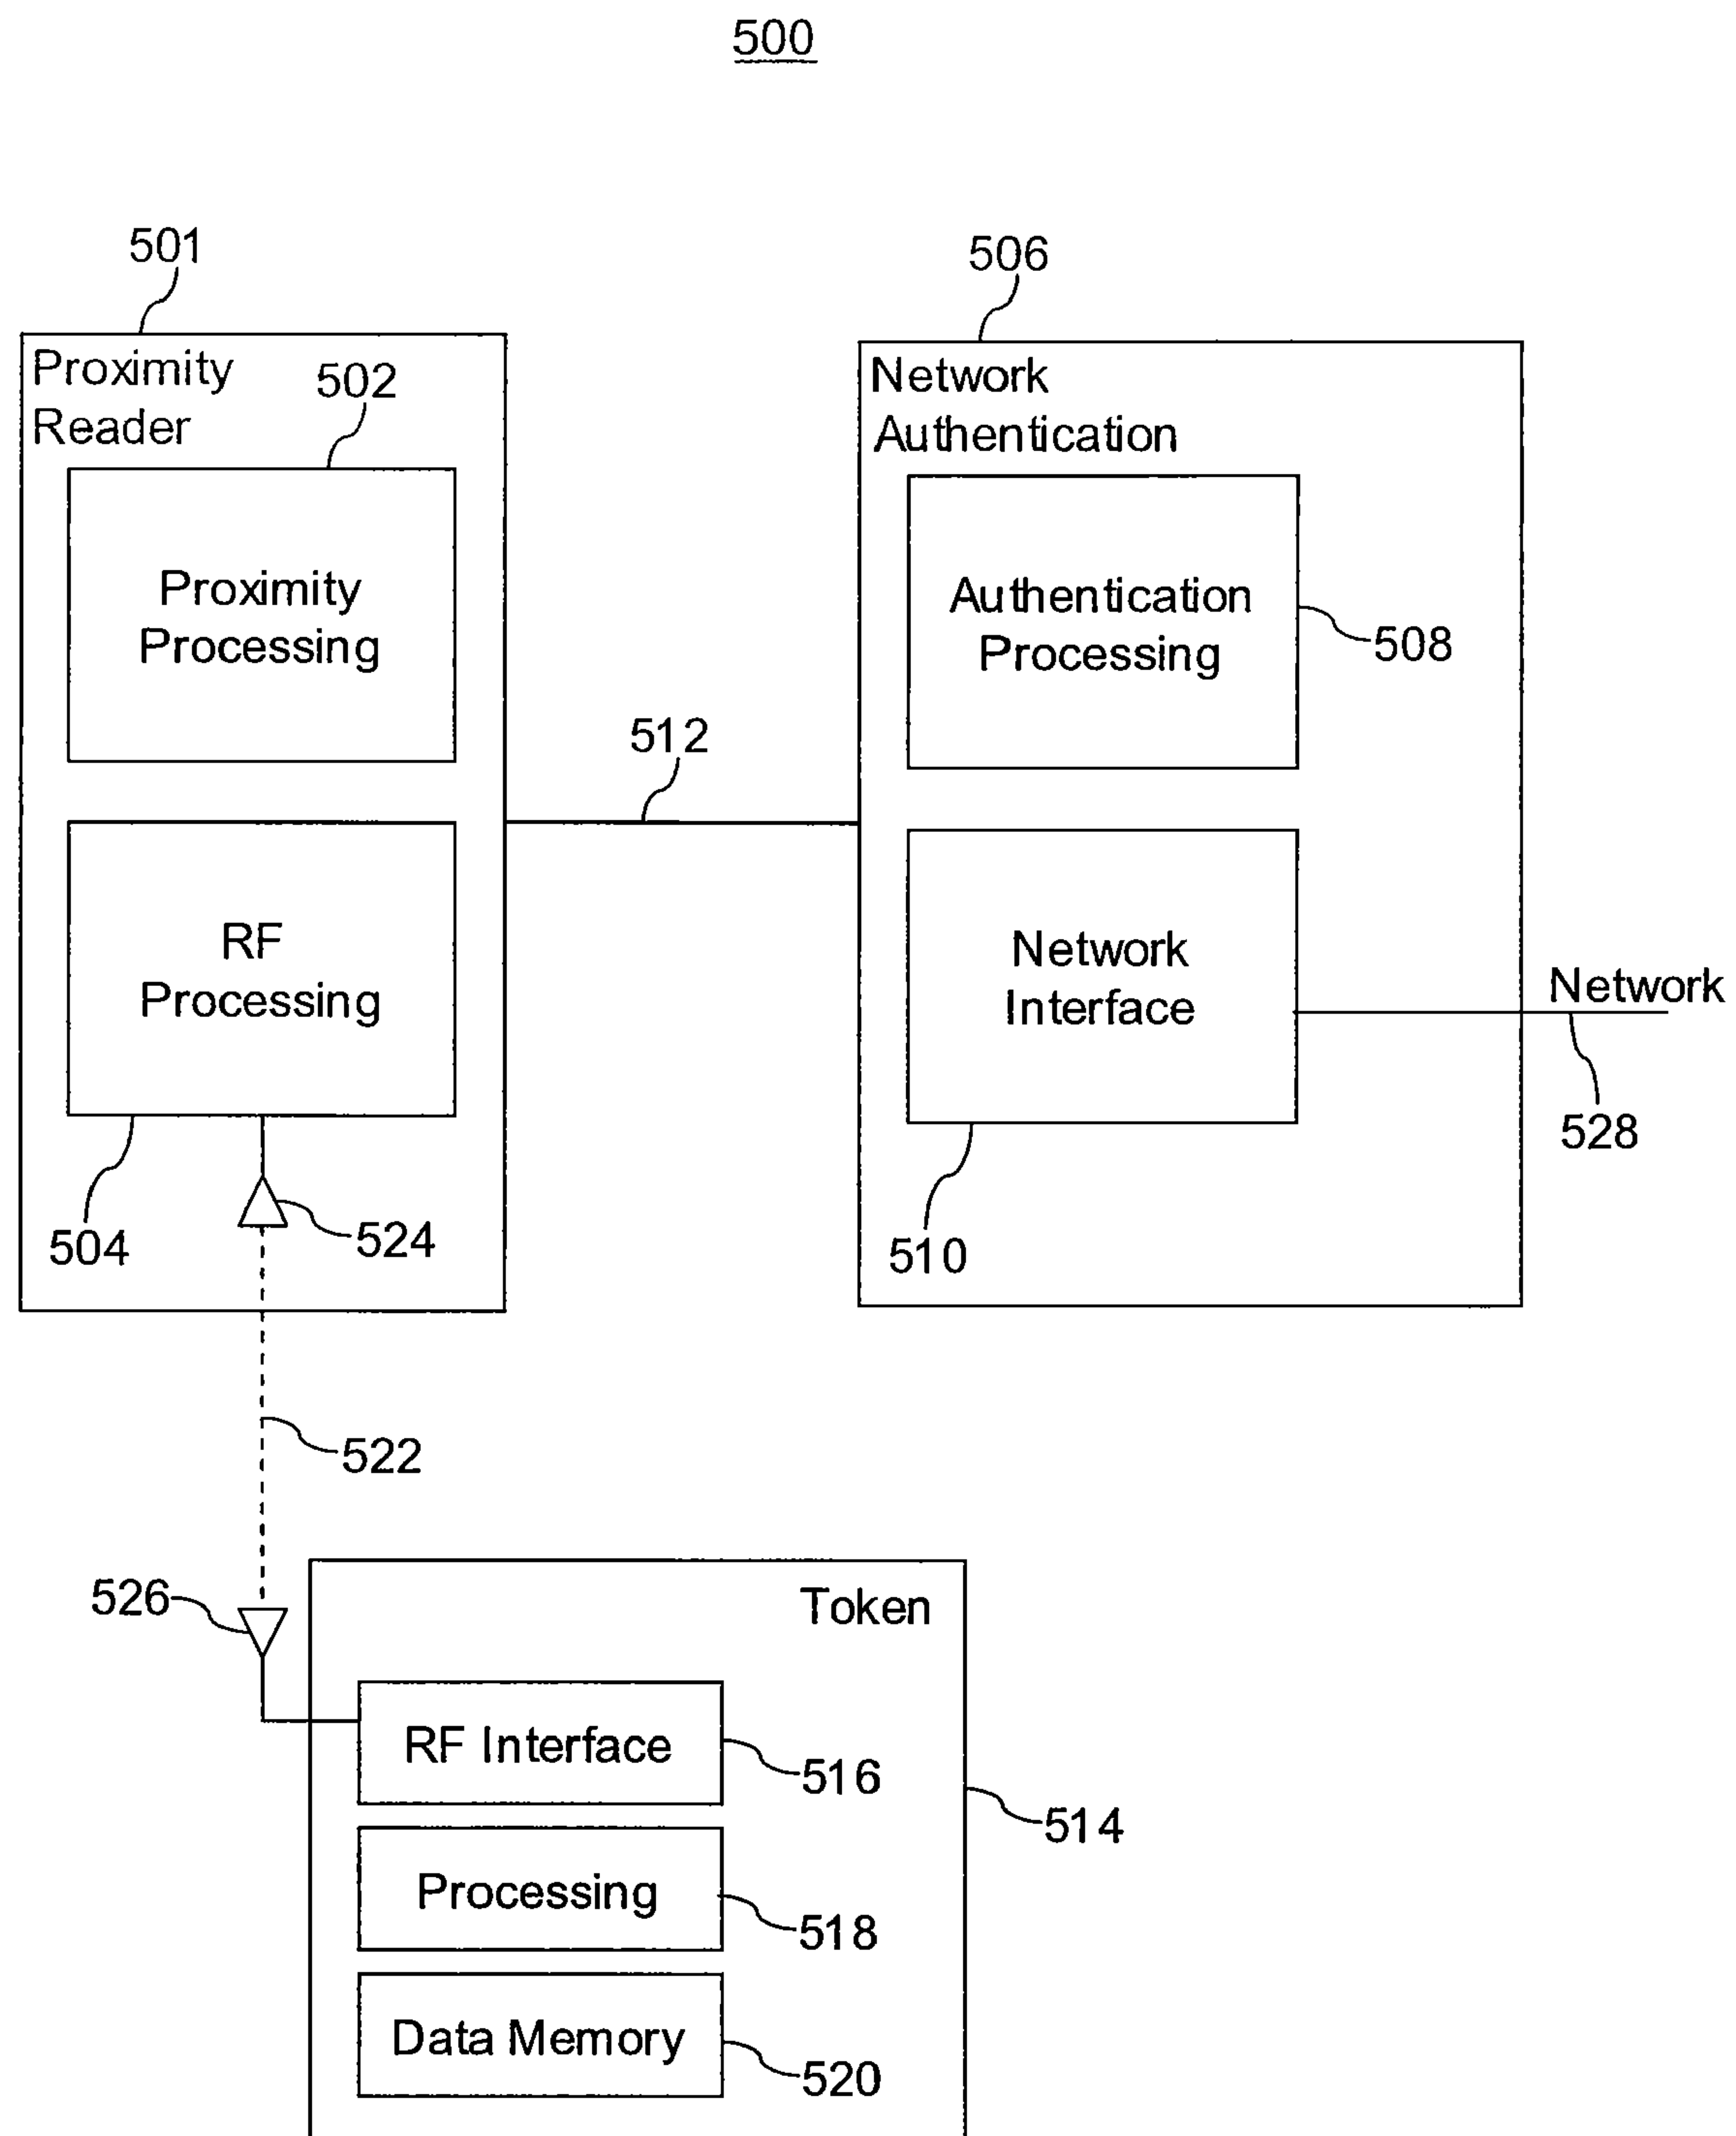 500
501
506
Proximity
Reader
502
Network
Authentication
Proximity
Processing
Authentication
Processing
508
512
RF
Processing
Network
Interface
Network
528
504
524
510
522
526
Token
RF Interface
516
514
Processing
518
Data Memory
520